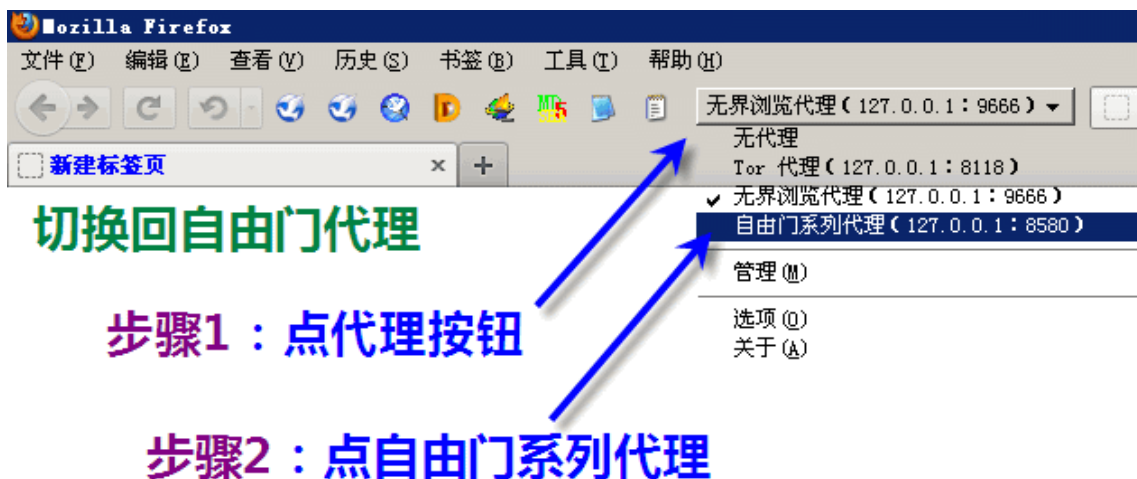 Mozilla Firefox
文件(F) 编辑(E) 查看(V) 历史(S) 书签(B) 工具(T) 帮助(H)
无界浏览代理(127.0.0.1:9666)
无代理
新建标签页 × +
Tor 代理(127.0.0.1:8118)
无界浏览代理(127.0.0.1:9666)
切换回自由门代理
自由门系列代理(127.0.0.1:8580)
管理(M)
步骤1：点代理按钮
选项(O)
关于(A)
步骤2：点自由门系列代理